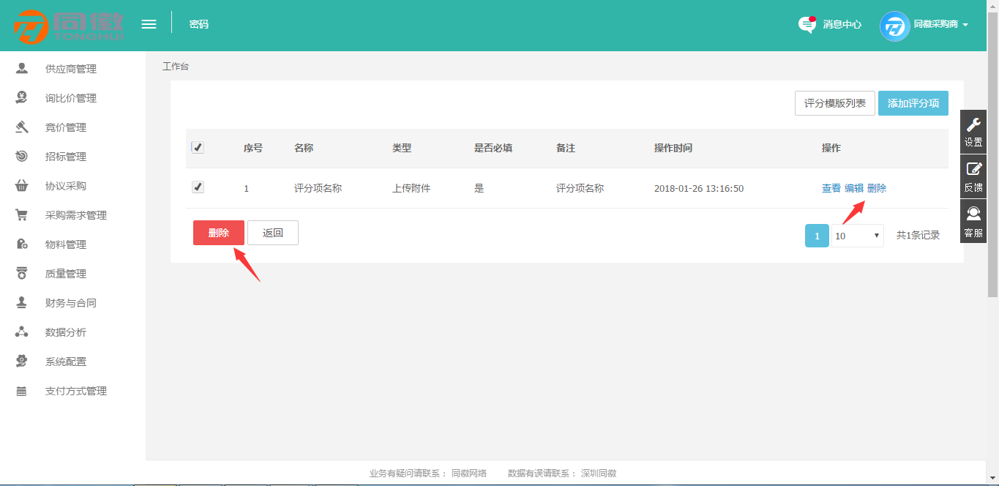 同徽
TONGHUI
密码
消息中心
同徽采购商
供应商管理
询比价管理
竞价管理
招标管理
协议采购
采购需求管理
物料管理
质量管理
财务与合同
数据分析
系统配置
支付方式管理
工作台
评分模版列表 添加评分项
序号 名称 类型 是否必填 备注 操作时间 操作
1 评分项名称 上传附件 是 评分项名称 2018-01-26 13:16:50 查看 编辑 删除
删除 返回
1 10 共1条记录
设置
反馈
客服
业务有疑问请联系： 同徽网络 数据有误请联系： 深圳同徽